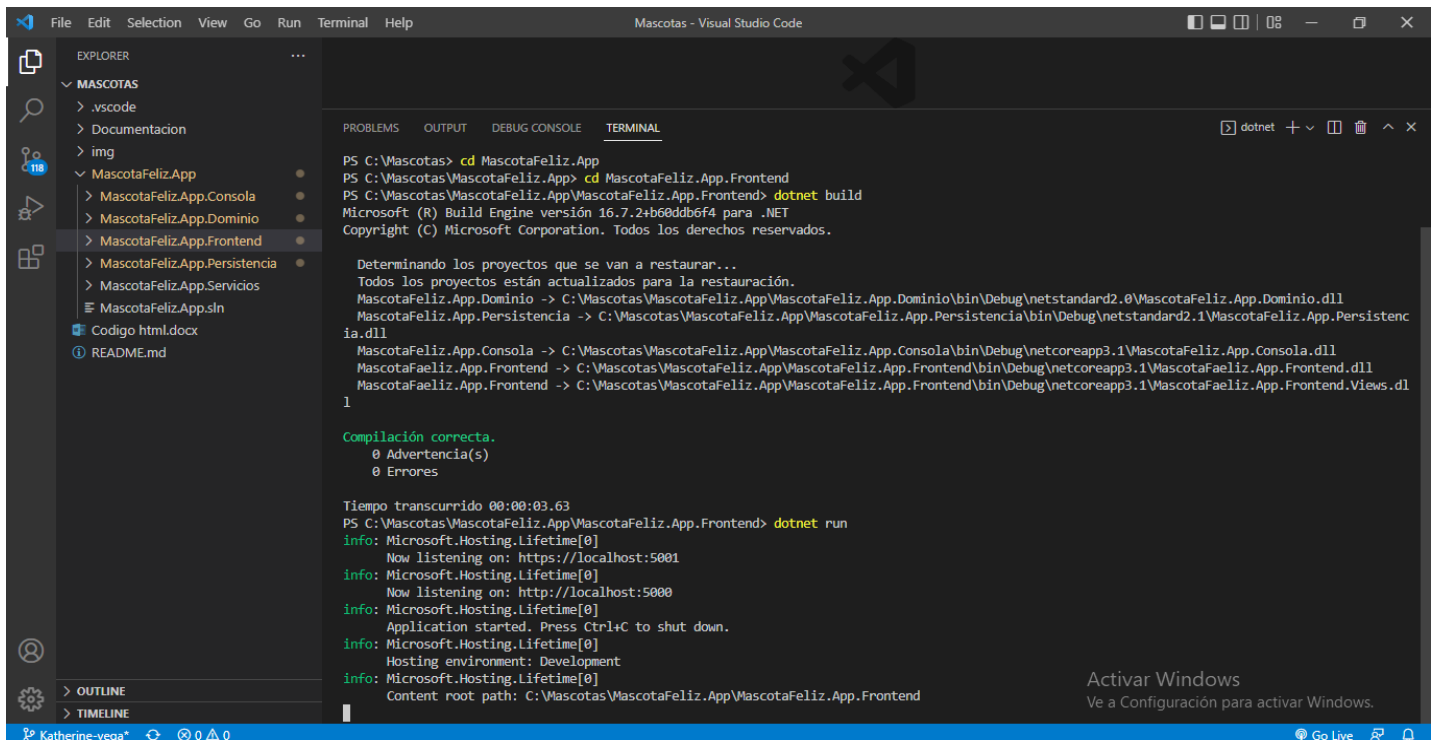 File Edit Selection View Go Run Terminal Help
Mascotas - Visual Studio Code
EXPLORER
MASCOTAS
.vscode
Documentacion
img
MascotaFeliz.App
MascotaFeliz.App.Consola
MascotaFeliz.App.Dominio
MascotaFeliz.App.Frontend
MascotaFeliz.App.Persistencia
MascotaFeliz.App.Servicios
MascotaFeliz.App.sln
Codigo html.docx
README.md
118
OUTLINE
TIMELINE
PROBLEMS OUTPUT DEBUG CONSOLE TERMINAL
dotnet
PS C:\Mascotas> cd MascotaFeliz.App
PS C:\Mascotas\MascotaFeliz.App> cd MascotaFeliz.App.Frontend
PS C:\Mascotas\MascotaFeliz.App\MascotaFeliz.App.Frontend> dotnet build
Microsoft (R) Build Engine versión 16.7.2+b60ddb6f4 para .NET
Copyright (C) Microsoft Corporation. Todos los derechos reservados.
Determinando los proyectos que se van a restaurar...
Todos los proyectos están actualizados para la restauración.
MascotaFeliz.App.Dominio -> C:\Mascotas\MascotaFeliz.App\MascotaFeliz.App.Dominio\bin\Debug\netstandard2.0\MascotaFeliz.App.Dominio.dll
MascotaFeliz.App.Persistencia -> C:\Mascotas\MascotaFeliz.App\MascotaFeliz.App.Persistencia\bin\Debug\netstandard2.1\MascotaFeliz.App.Persistenc
ia.dll
MascotaFeliz.App.Consola -> C:\Mascotas\MascotaFeliz.App\MascotaFeliz.App.Consola\bin\Debug\netcoreapp3.1\MascotaFeliz.App.Consola.dll
MascotaFaeliz.App.Frontend -> C:\Mascotas\MascotaFeliz.App\MascotaFeliz.App.Frontend\bin\Debug\netcoreapp3.1\MascotaFaeliz.App.Frontend.dll
MascotaFaeliz.App.Frontend -> C:\Mascotas\MascotaFeliz.App\MascotaFeliz.App.Frontend\bin\Debug\netcoreapp3.1\MascotaFaeliz.App.Frontend.Views.dl
l
Compilación correcta.
0 Advertencia(s)
0 Errores
Tiempo transcurrido 00:00:03.63
PS C:\Mascotas\MascotaFeliz.App\MascotaFeliz.App.Frontend> dotnet run
info: Microsoft.Hosting.Lifetime[0]
Now listening on: https://localhost:5001
info: Microsoft.Hosting.Lifetime[0]
Now listening on: http://localhost:5000
info: Microsoft.Hosting.Lifetime[0]
Application started. Press Ctrl+C to shut down.
info: Microsoft.Hosting.Lifetime[0]
Hosting environment: Development
info: Microsoft.Hosting.Lifetime[0]
Content root path: C:\Mascotas\MascotaFeliz.App\MascotaFeliz.App.Frontend
Activar Windows
Ve a Configuración para activar Windows.
Katherine-vega* 0 0
Go Live